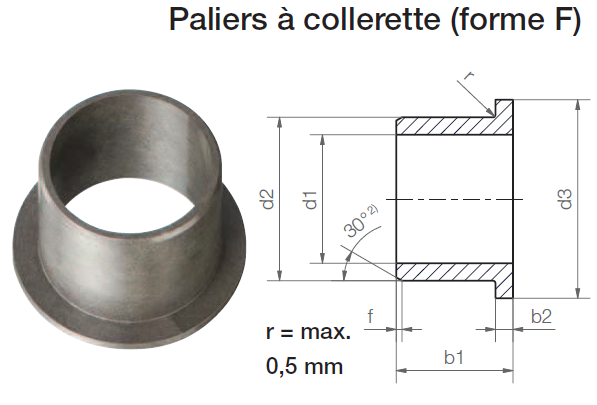 Paliers à collerette (forme F)
r
d2
d1
30° 2)
d3
f
b2
r = max.
0,5 mm
b1